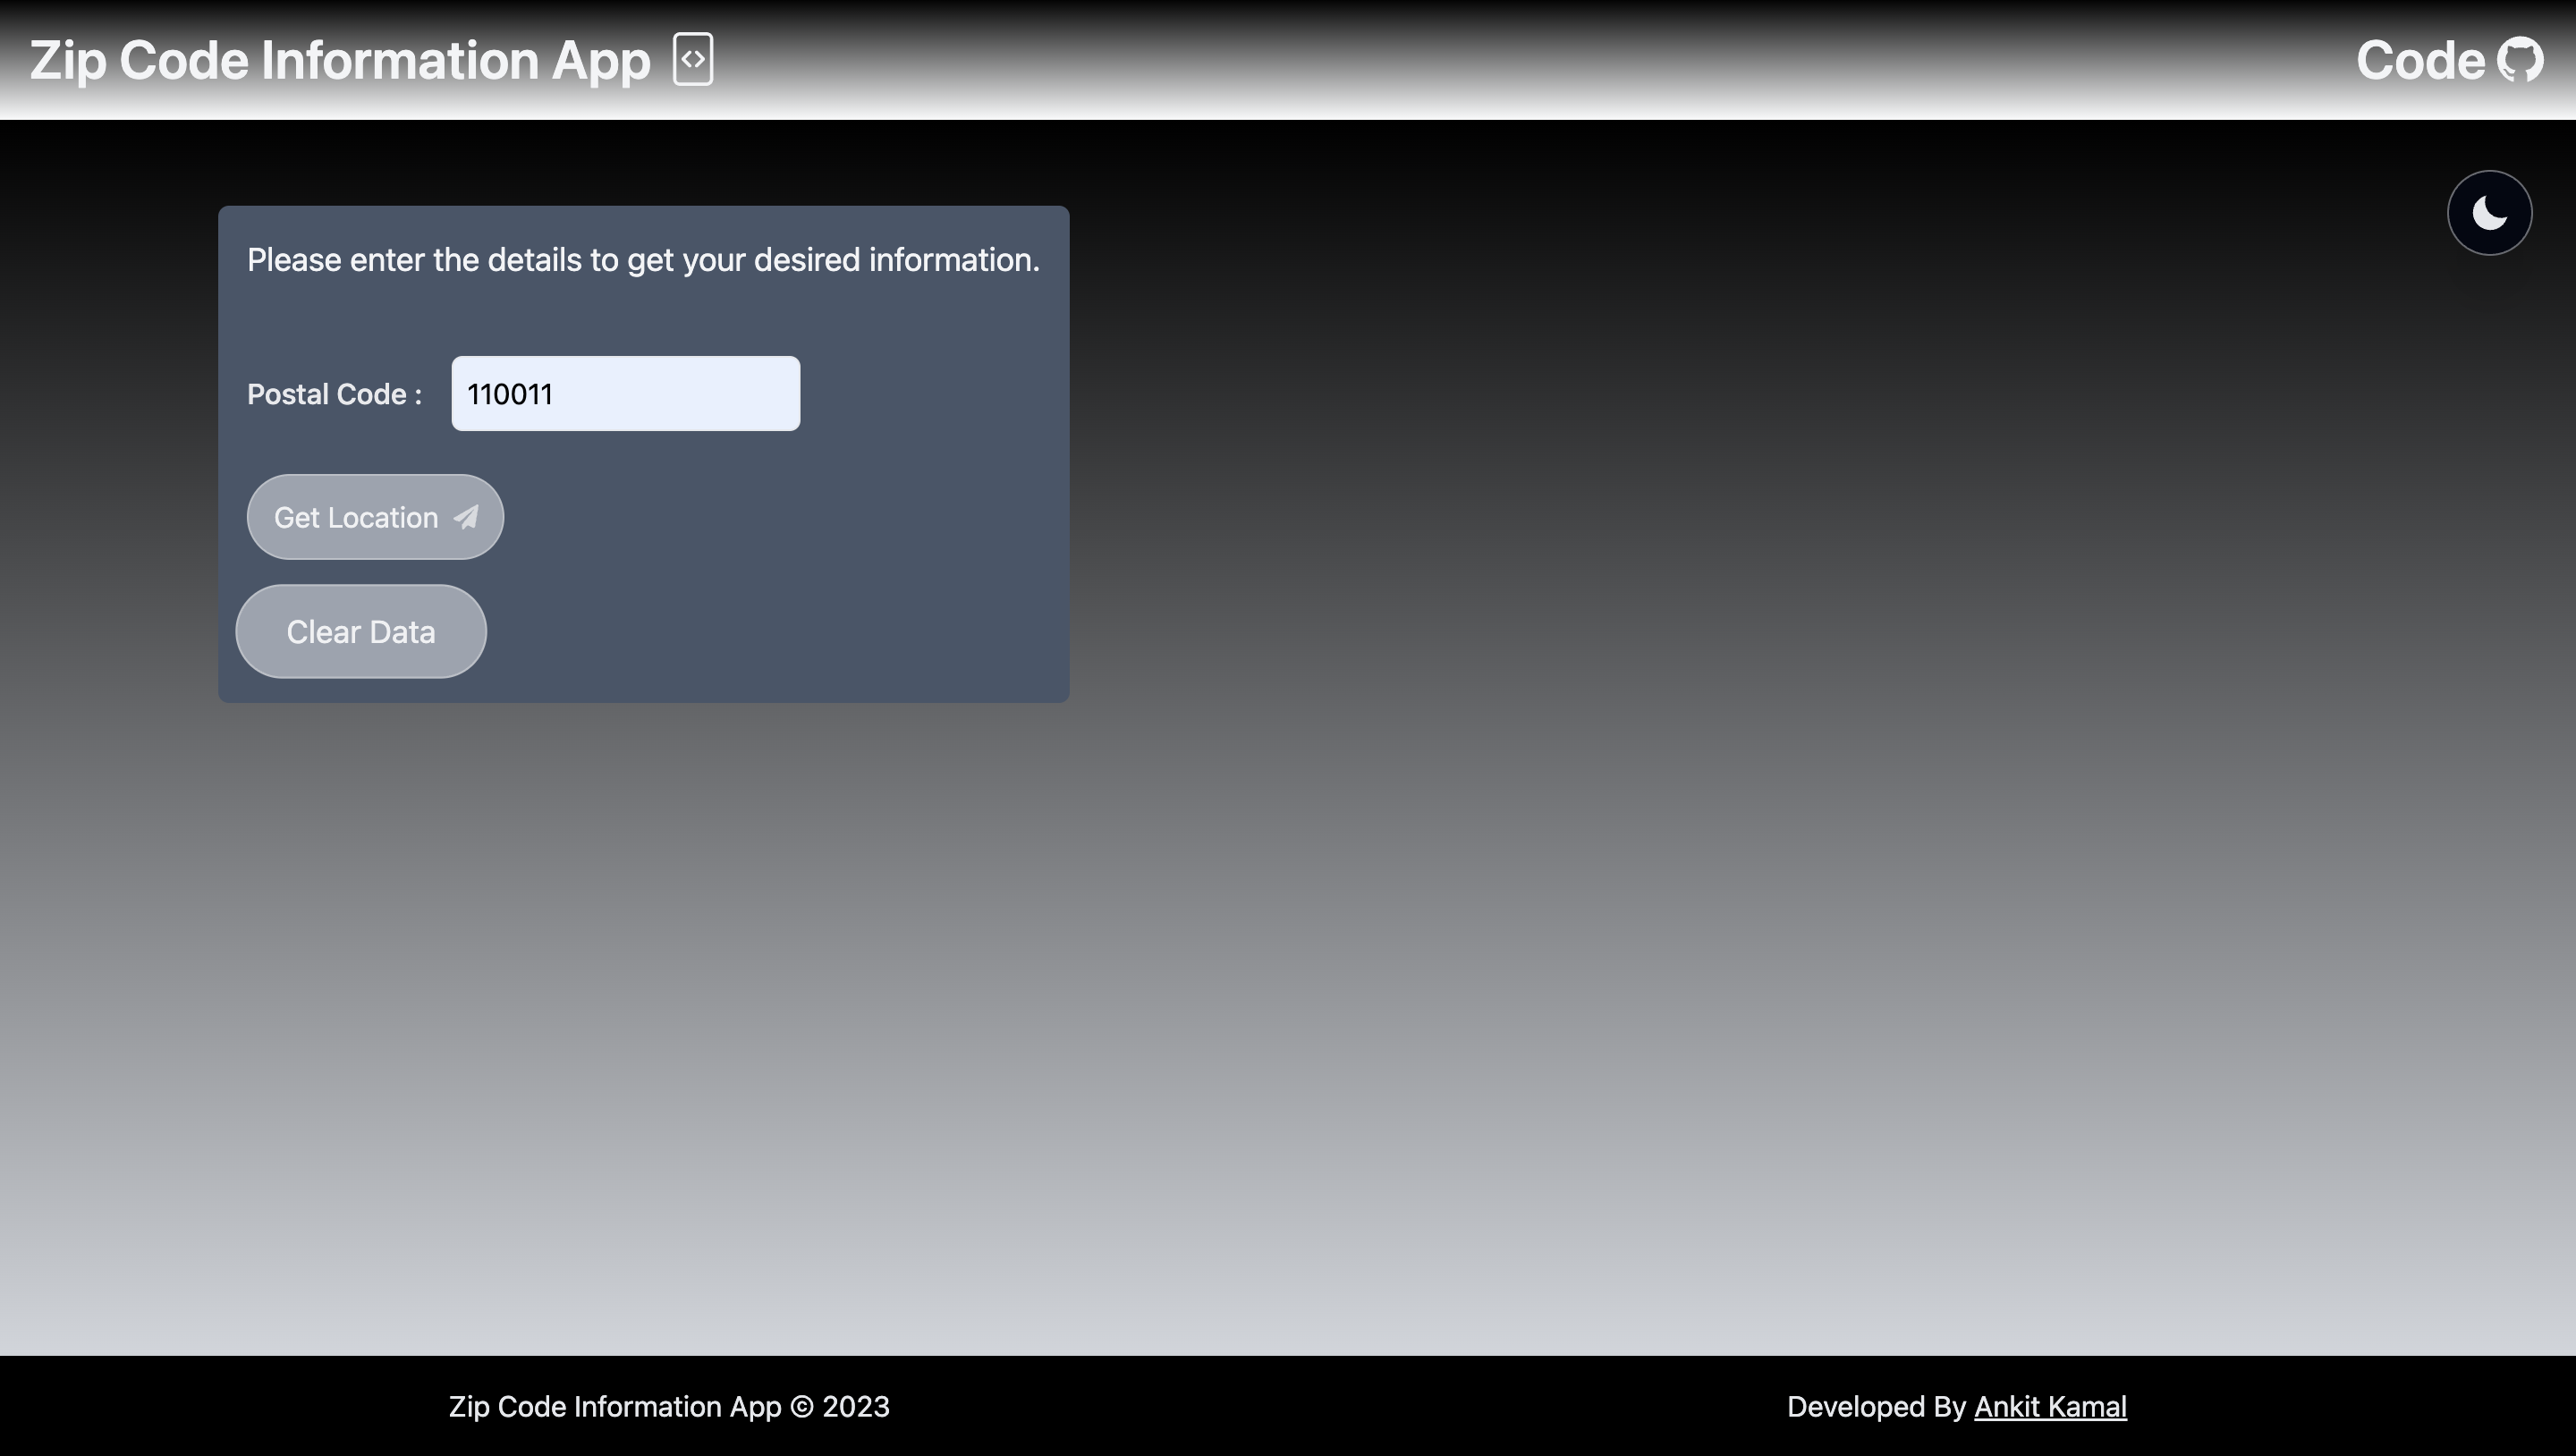 Zip Code Information App
Code
Please enter the details to get your desired information.
Postal Code :
110011
Get Location
Clear Data
Zip Code Information App © 2023
Developed By Ankit Kamal